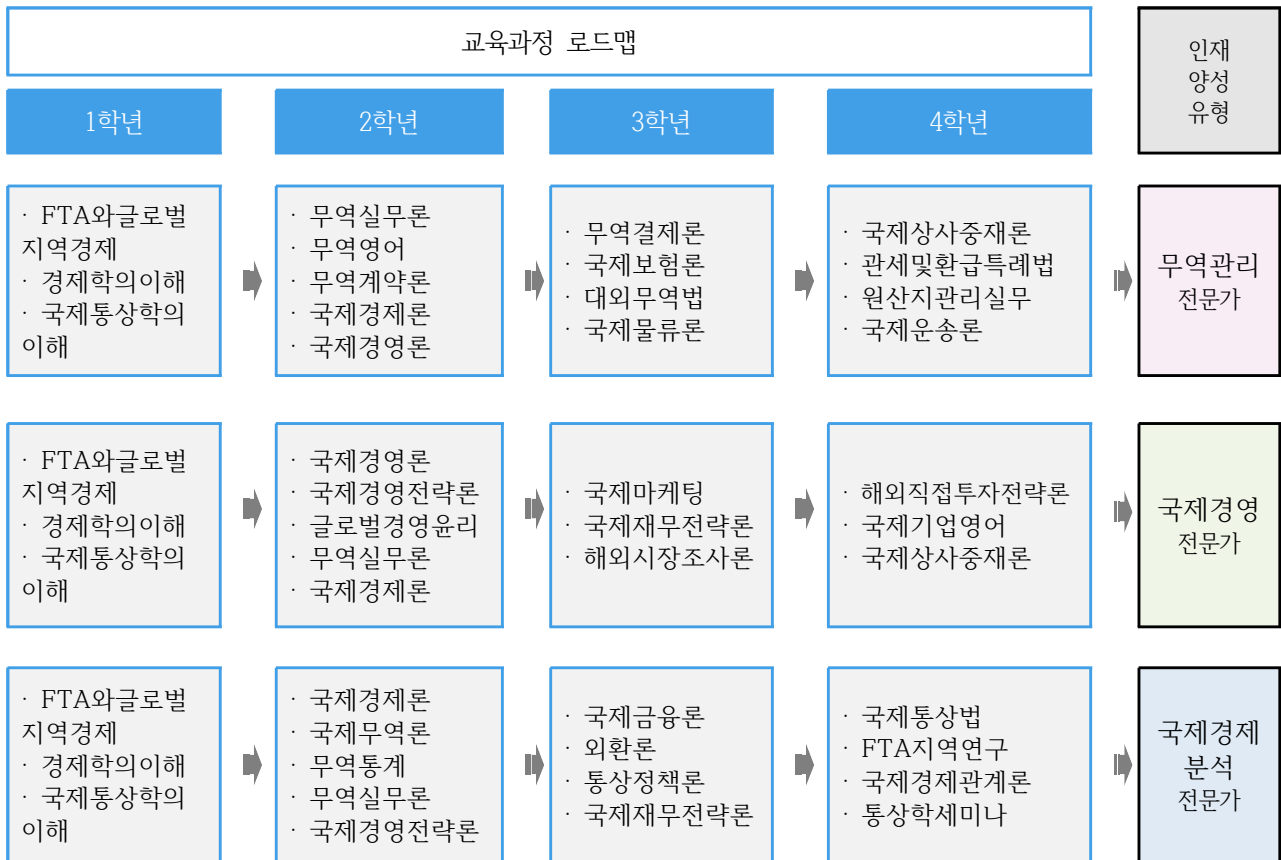 교육과정 로드맵
인재
양성
유형
1학년
2학년
3학년
4학년
· FTA와글로벌
지역경제
· 경제학의이해
· 국제통상학의
이해
· 무역실무론
· 무역영어
· 무역계약론
· 국제경제론
· 국제경영론
· 무역결제론
· 국제보험론
· 대외무역법
· 국제물류론
· 국제상사중재론
· 관세및환급특례법
· 원산지관리실무
· 국제운송론
무역관리
전문가
· FTA와글로벌
지역경제
· 경제학의이해
· 국제통상학의
이해
· 국제경영론
· 국제경영전략론
· 글로벌경영윤리
· 무역실무론
· 국제경제론
· 국제마케팅
· 국제재무전략론
· 해외시장조사론
· 해외직접투자전략론
· 국제기업영어
· 국제상사중재론
국제경영
전문가
· FTA와글로벌
지역경제
· 경제학의이해
· 국제통상학의
이해
· 국제경제론
· 국제무역론
· 무역통계
· 무역실무론
· 국제경영전략론
· 국제금융론
· 외환론
· 통상정책론
· 국제재무전략론
· 국제통상법
· FTA지역연구
· 국제경제관계론
· 통상학세미나
국제경제
분석
전문가